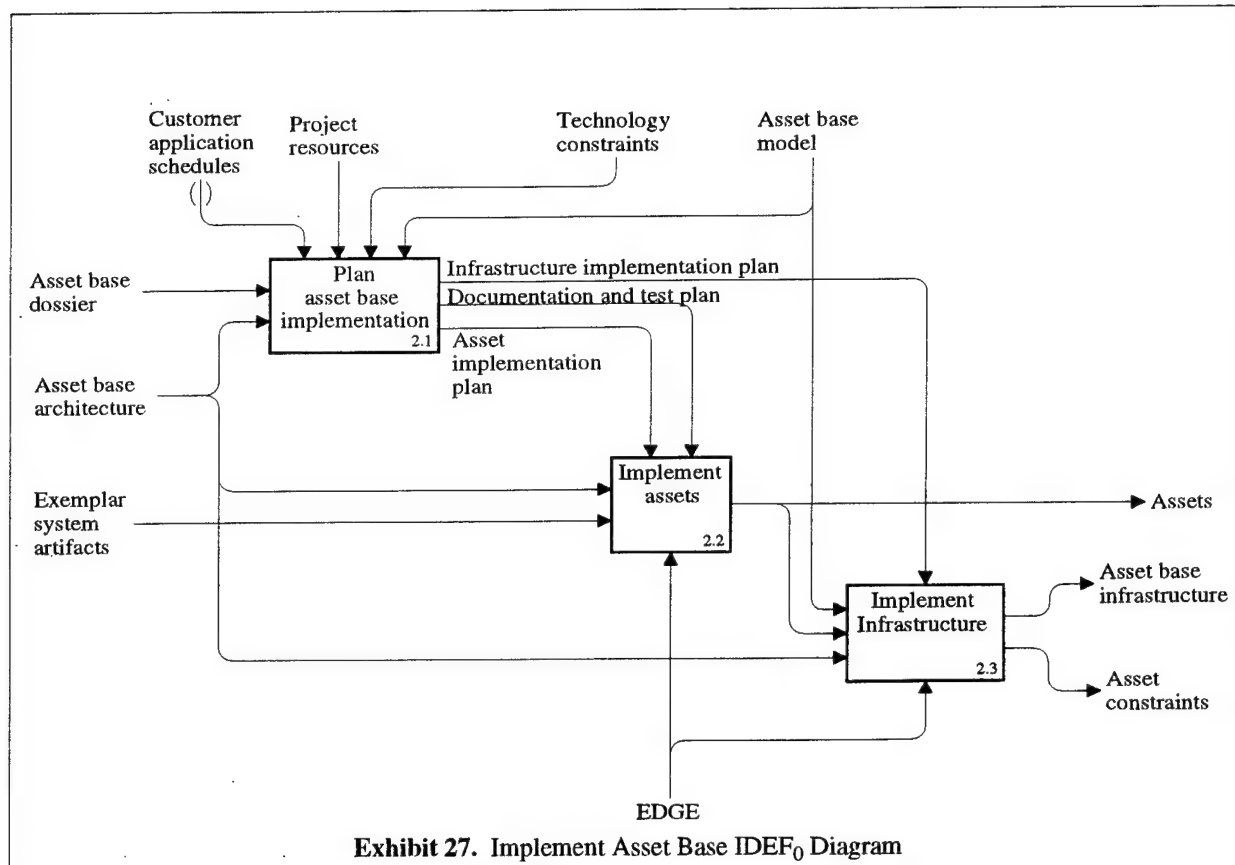 Customer
application
schedules
( )
Project
resources
Technology
constraints
Asset base
model
Asset base
dossier
Plan
asset base
implementation
2.1
Infrastructure implementation plan
Documentation and test plan
Asset
implementation
plan
Asset base
architecture
Exemplar
system
artifacts
Implement
assets
2.2
Assets
Implement
Infrastructure
2.3
Asset base
infrastructure
Asset
constraints
EDGE
Exhibit 27. Implement Asset Base IDEF0 Diagram